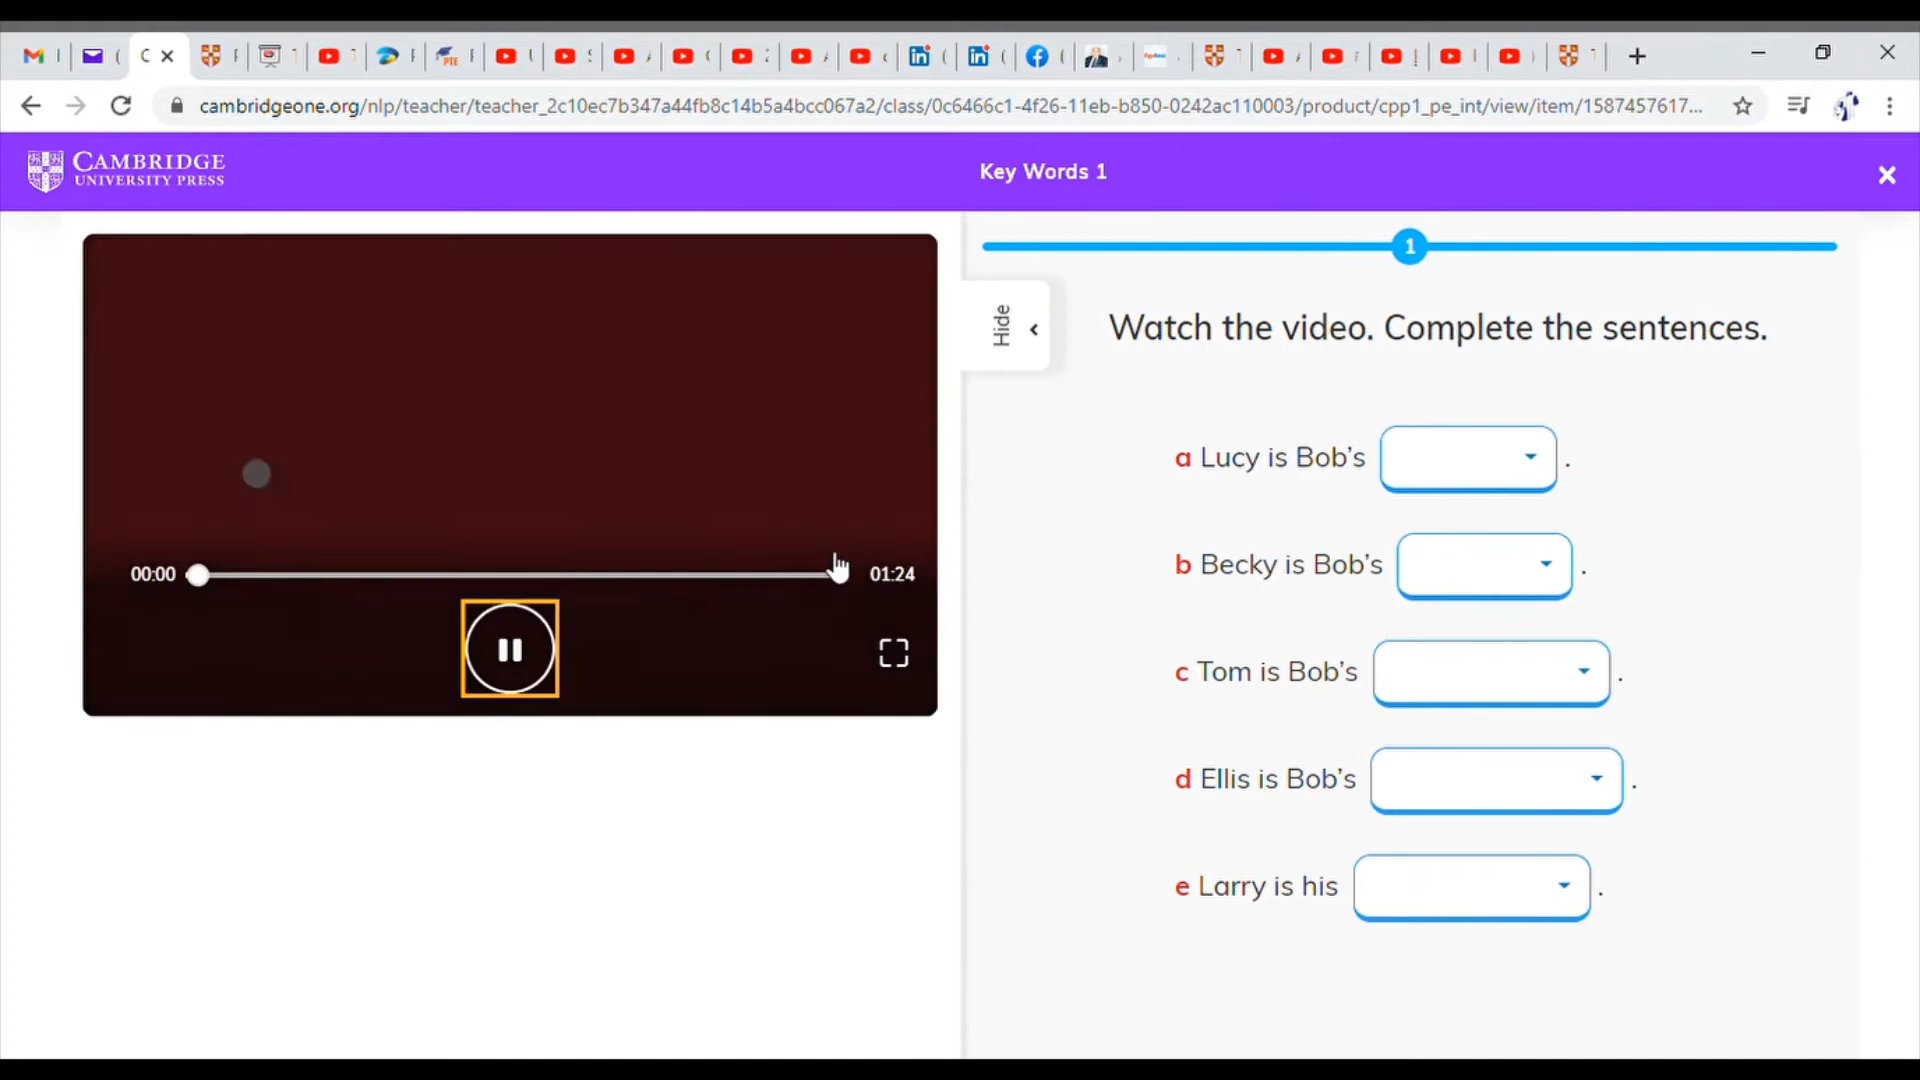 cambridgeone.org/nlp/teacher/teacher_2c10ec7b347a44fb8c14b5a4bcc067a2/class/0c6466c1-4f26-11eb-b850-0242ac110003/product/cpp1_pe_int/view/item/1587457617...
CAMBRIDGE
UNIVERSITY PRESS
Key Words 1
1
Hide
Watch the video. Complete the sentences.
a Lucy is Bob's .
b Becky is Bob's .
00:00 01:24
c Tom is Bob's .
d Ellis is Bob's .
e Larry is his .